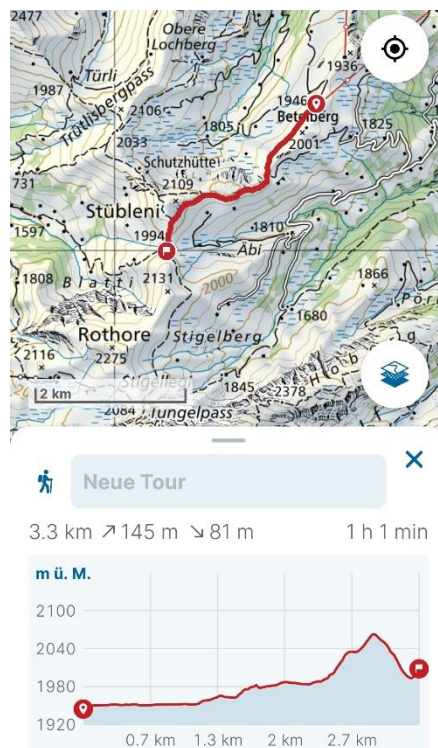 2477
Obere
Lochberg
1936
1987
Türli
1946
Trütlisbergpass
2106
1805
Betelberg
1825
2033
2001
731
Schutzhütte
2109
Stübleni
1597
1994
1810
Äbi
1808
Blatti
2131
2000
1866
Pör
Rothore
Stigelberg
1680
2116
2275
Stigellegi
1845
2378
Hob
g
2 km
2084
Tungelpass
Neue Tour
3.3 km ↗ 145 m ↘ 81 m 1 h 1 min
m ü. M.
2100
2040
1980
1920
0.7 km 1.3 km 2 km 2.7 km